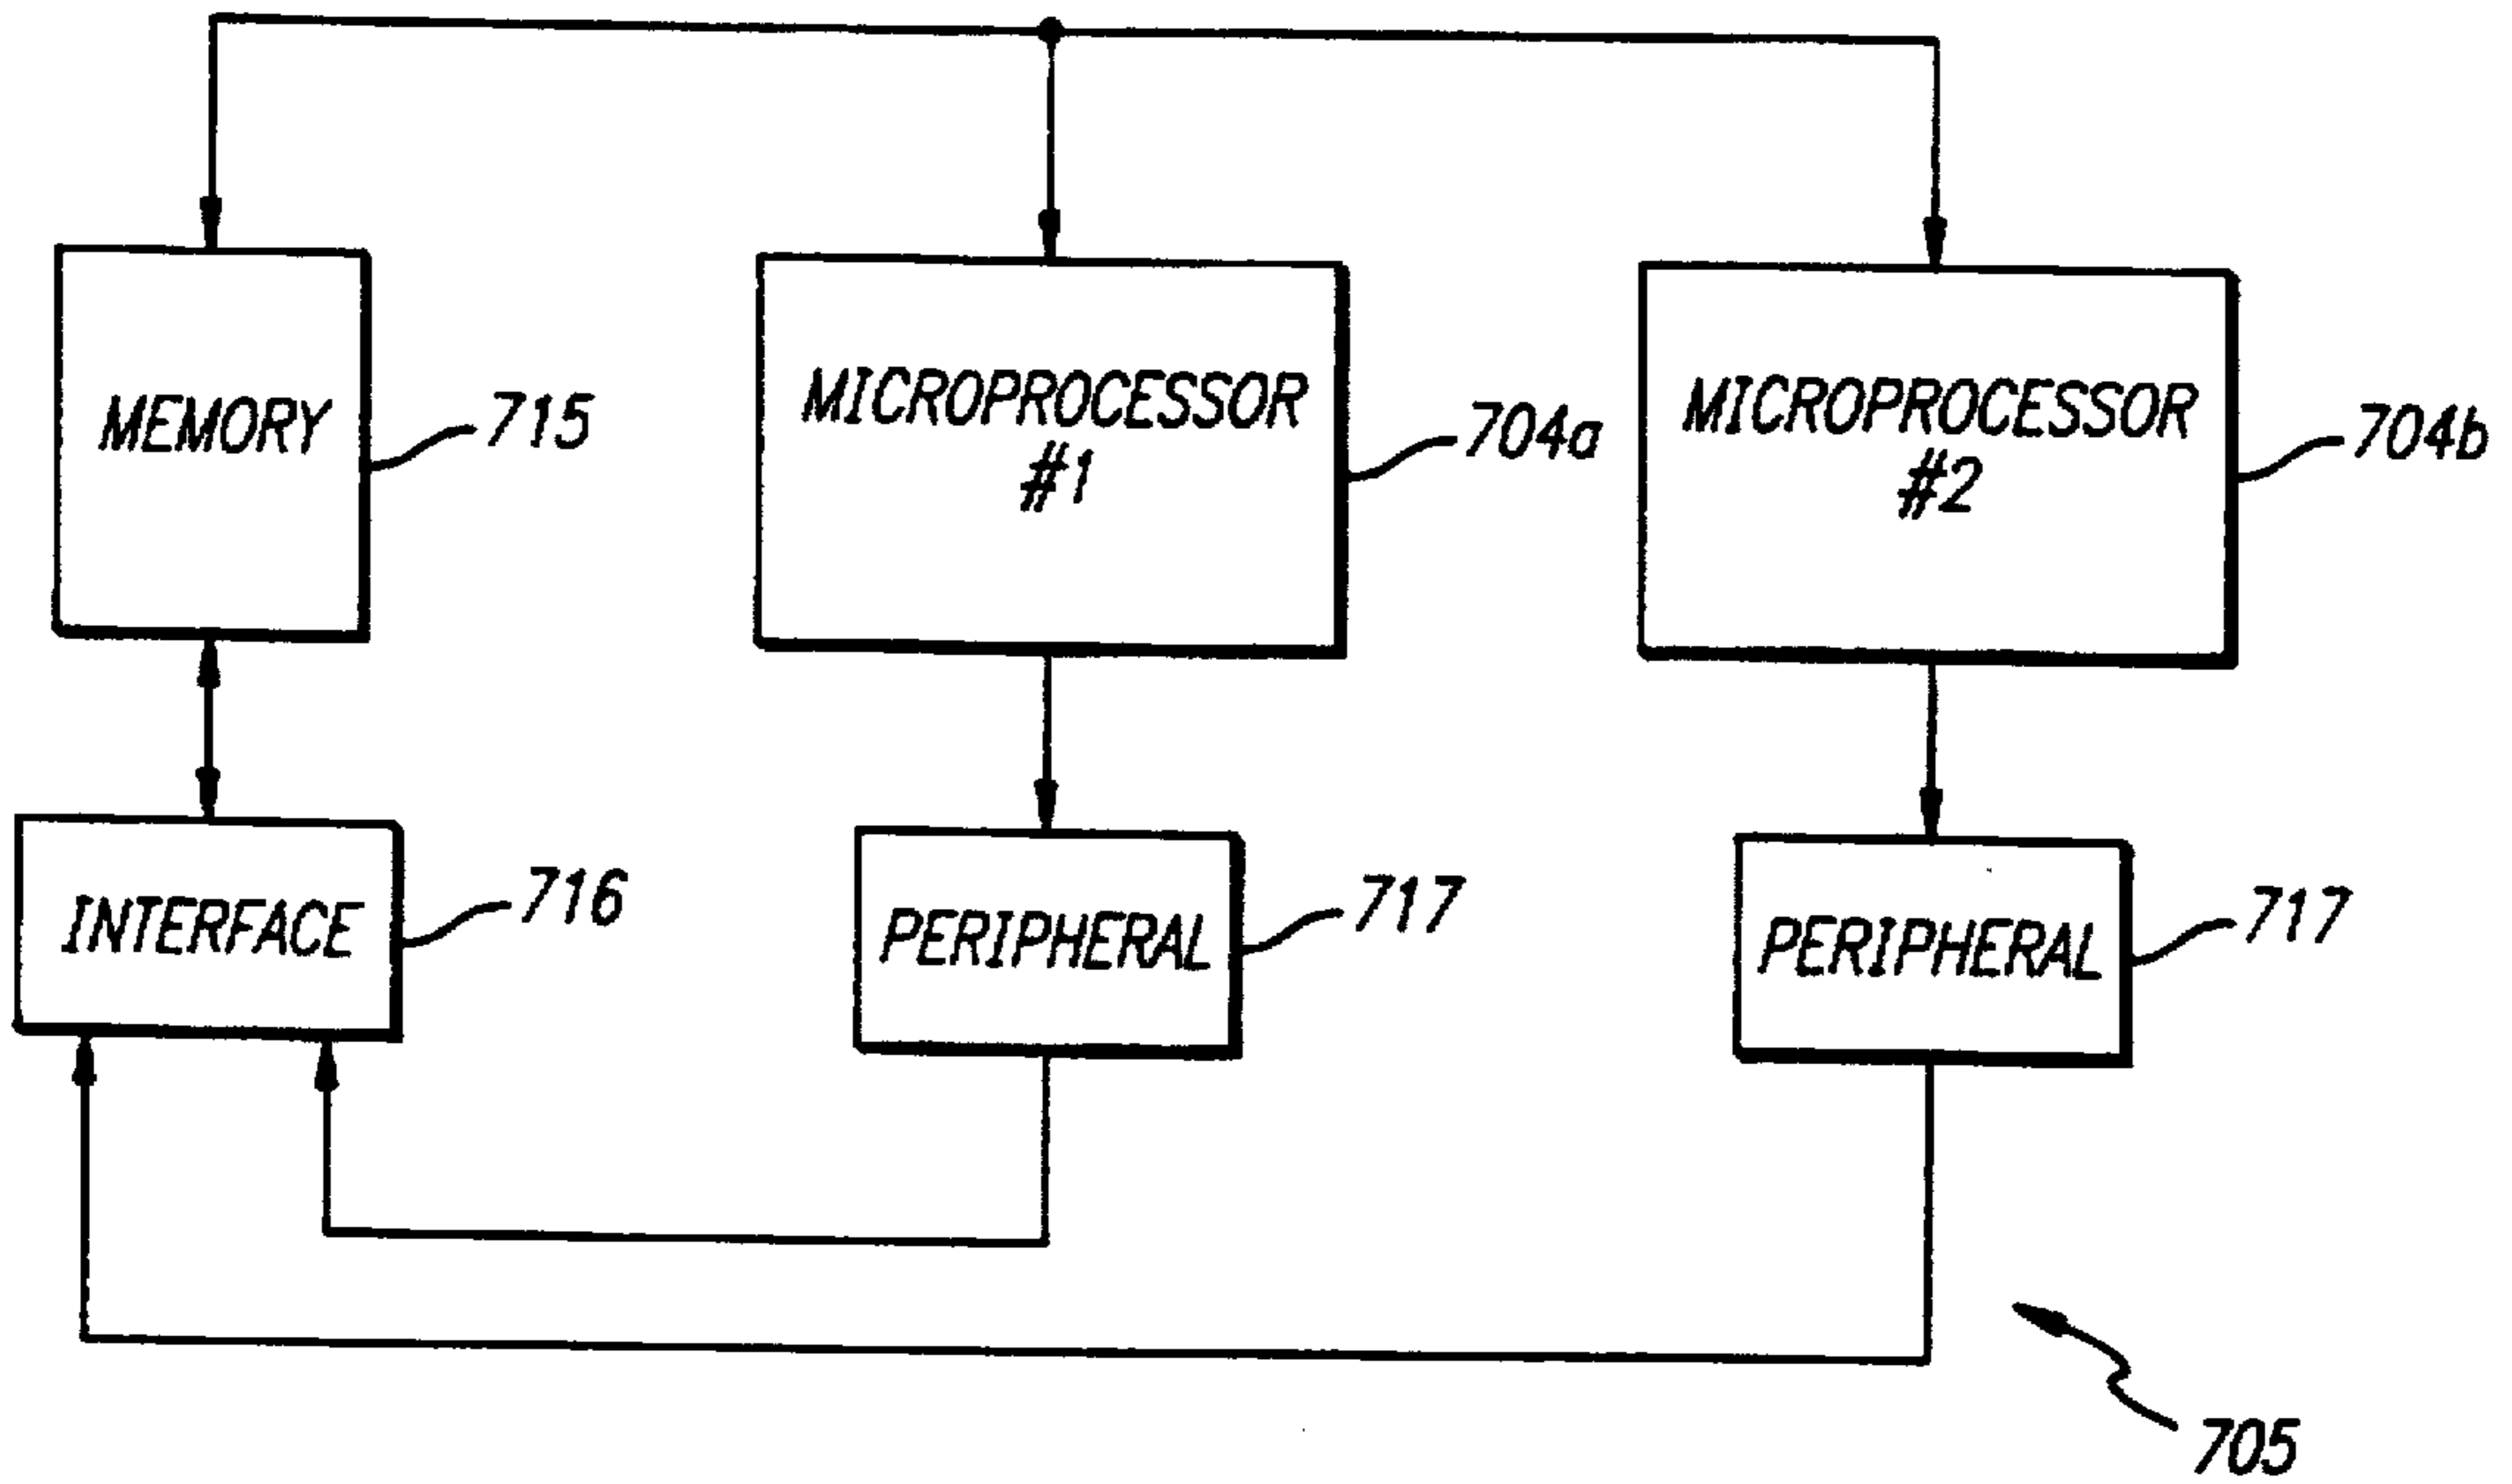 MEMORY
715
MICROPROCESSOR
#1
704a
MICROPROCESSOR
#2
704b
INTERFACE
716
PERIPHERAL
717
PERIPHERAL
717
705